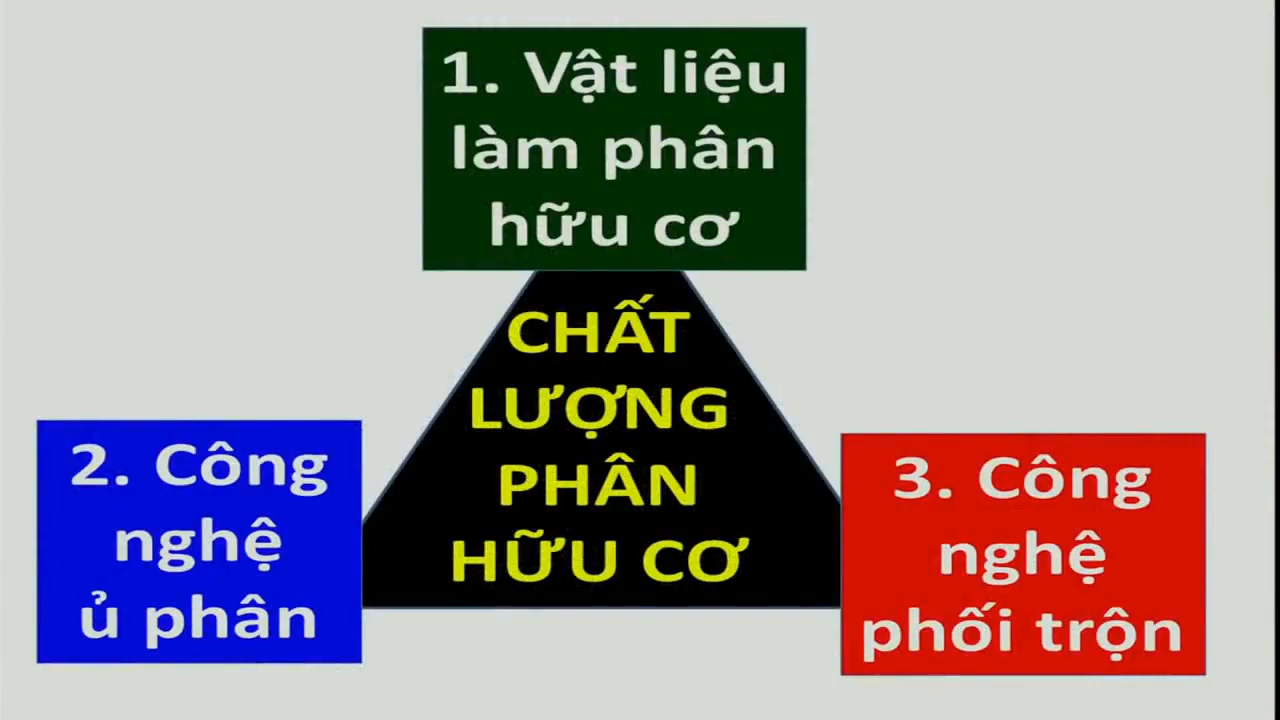 1. Vật liệu
làm phân
hữu cơ
CHẤT
LƯỢNG
PHÂN
HỮU CƠ
2. Công
nghệ
ủ phân
3. Công
nghệ
phối trộn